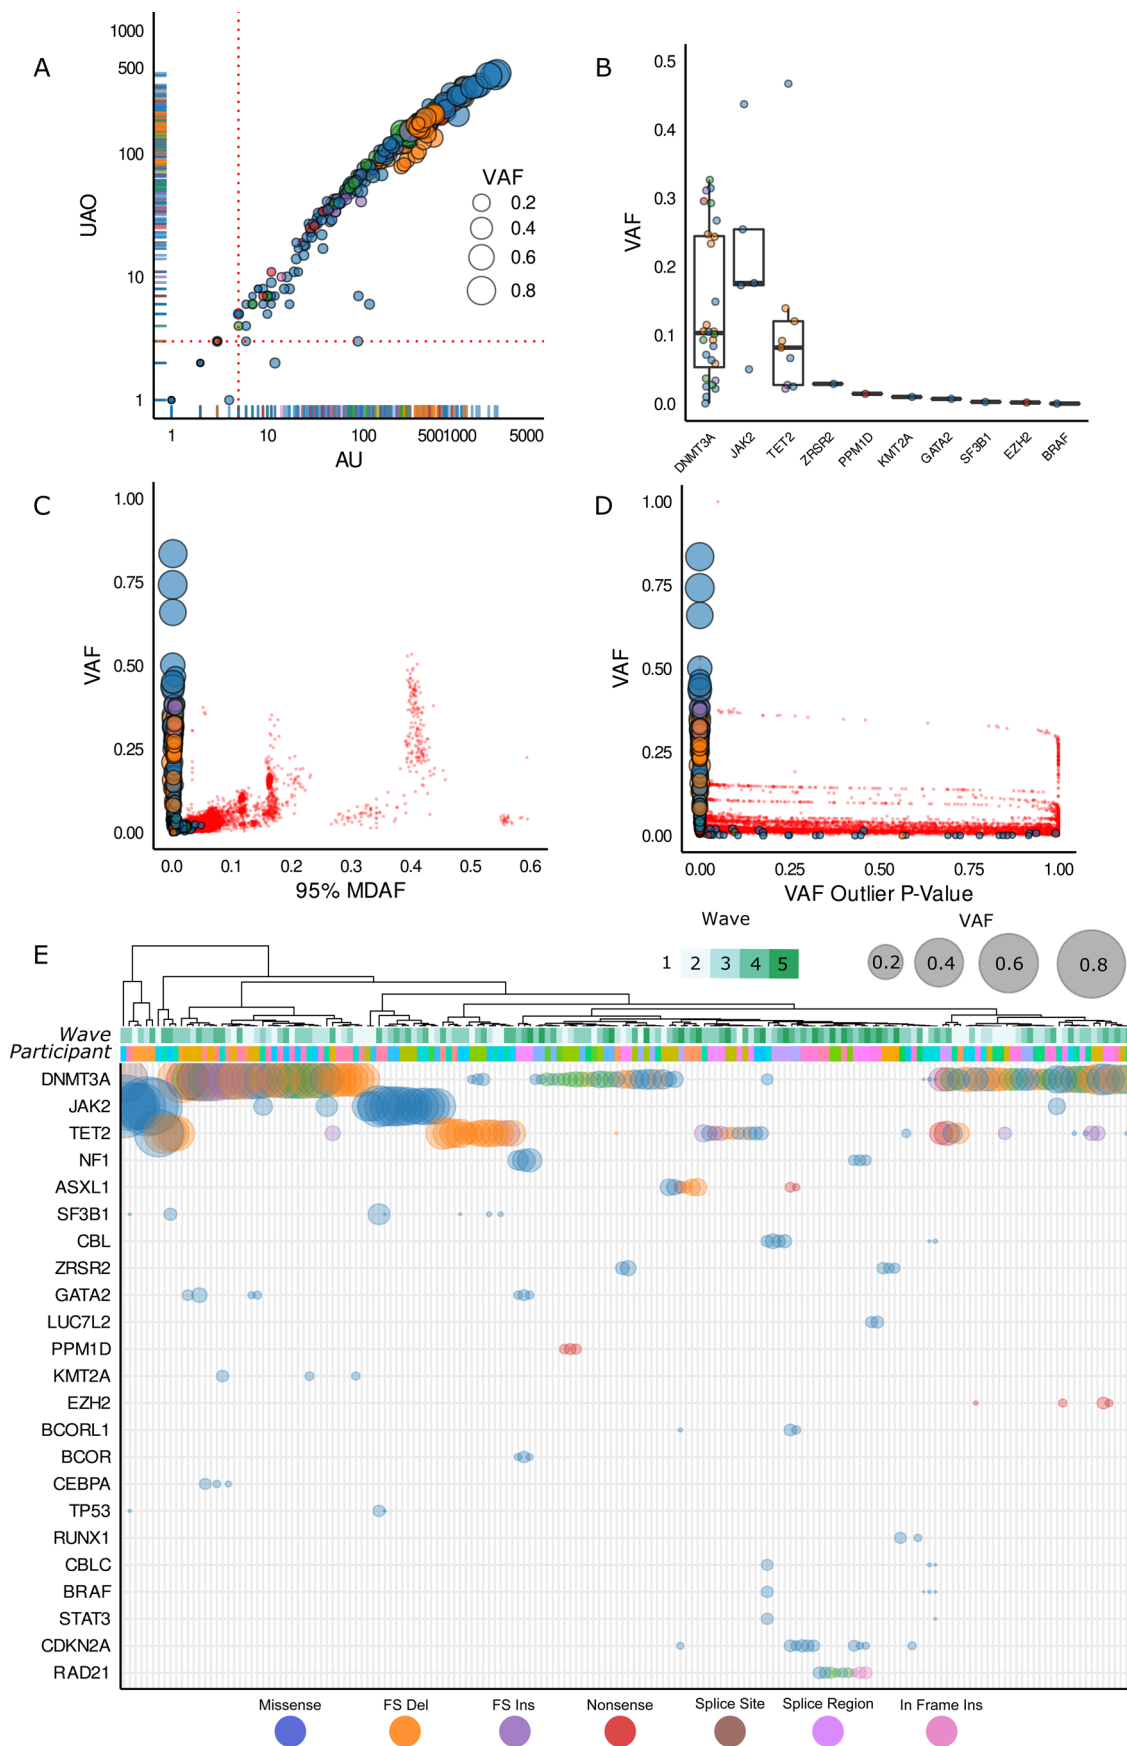 A
1000
500
100
10
1
UAO
VAF
0.2
0.4
0.6
0.8
1
10
100
500
1000
5000
AU
B
0.5
0.4
0.3
0.2
0.1
0.0
VAF
DNMT3A
JAK2
TET2
ZRSR2
PPM1D
KMT2A
GATA2
SF3B1
EZH2
BRAF
C
1.00
0.75
0.50
0.25
0.00
VAF
0.0
0.1
0.2
0.3
0.4
0.5
0.6
95% MDAF
D
1.00
0.75
0.50
0.25
0.00
VAF
0.00
0.25
0.50
0.75
1.00
VAF Outlier P-Value
E
Wave
1 2 3 4 5
VAF
0.2
0.4
0.6
0.8
Wave
Participant
DNMT3A
JAK2
TET2
NF1
ASXL1
SF3B1
CBL
ZRSR2
GATA2
LUC7L2
PPM1D
KMT2A
EZH2
BCORL1
BCOR
CEBPA
TP53
RUNX1
CBLC
BRAF
STAT3
CDKN2A
RAD21
Missense
FS Del
FS Ins
Nonsense
Splice Site
Splice Region
In Frame Ins